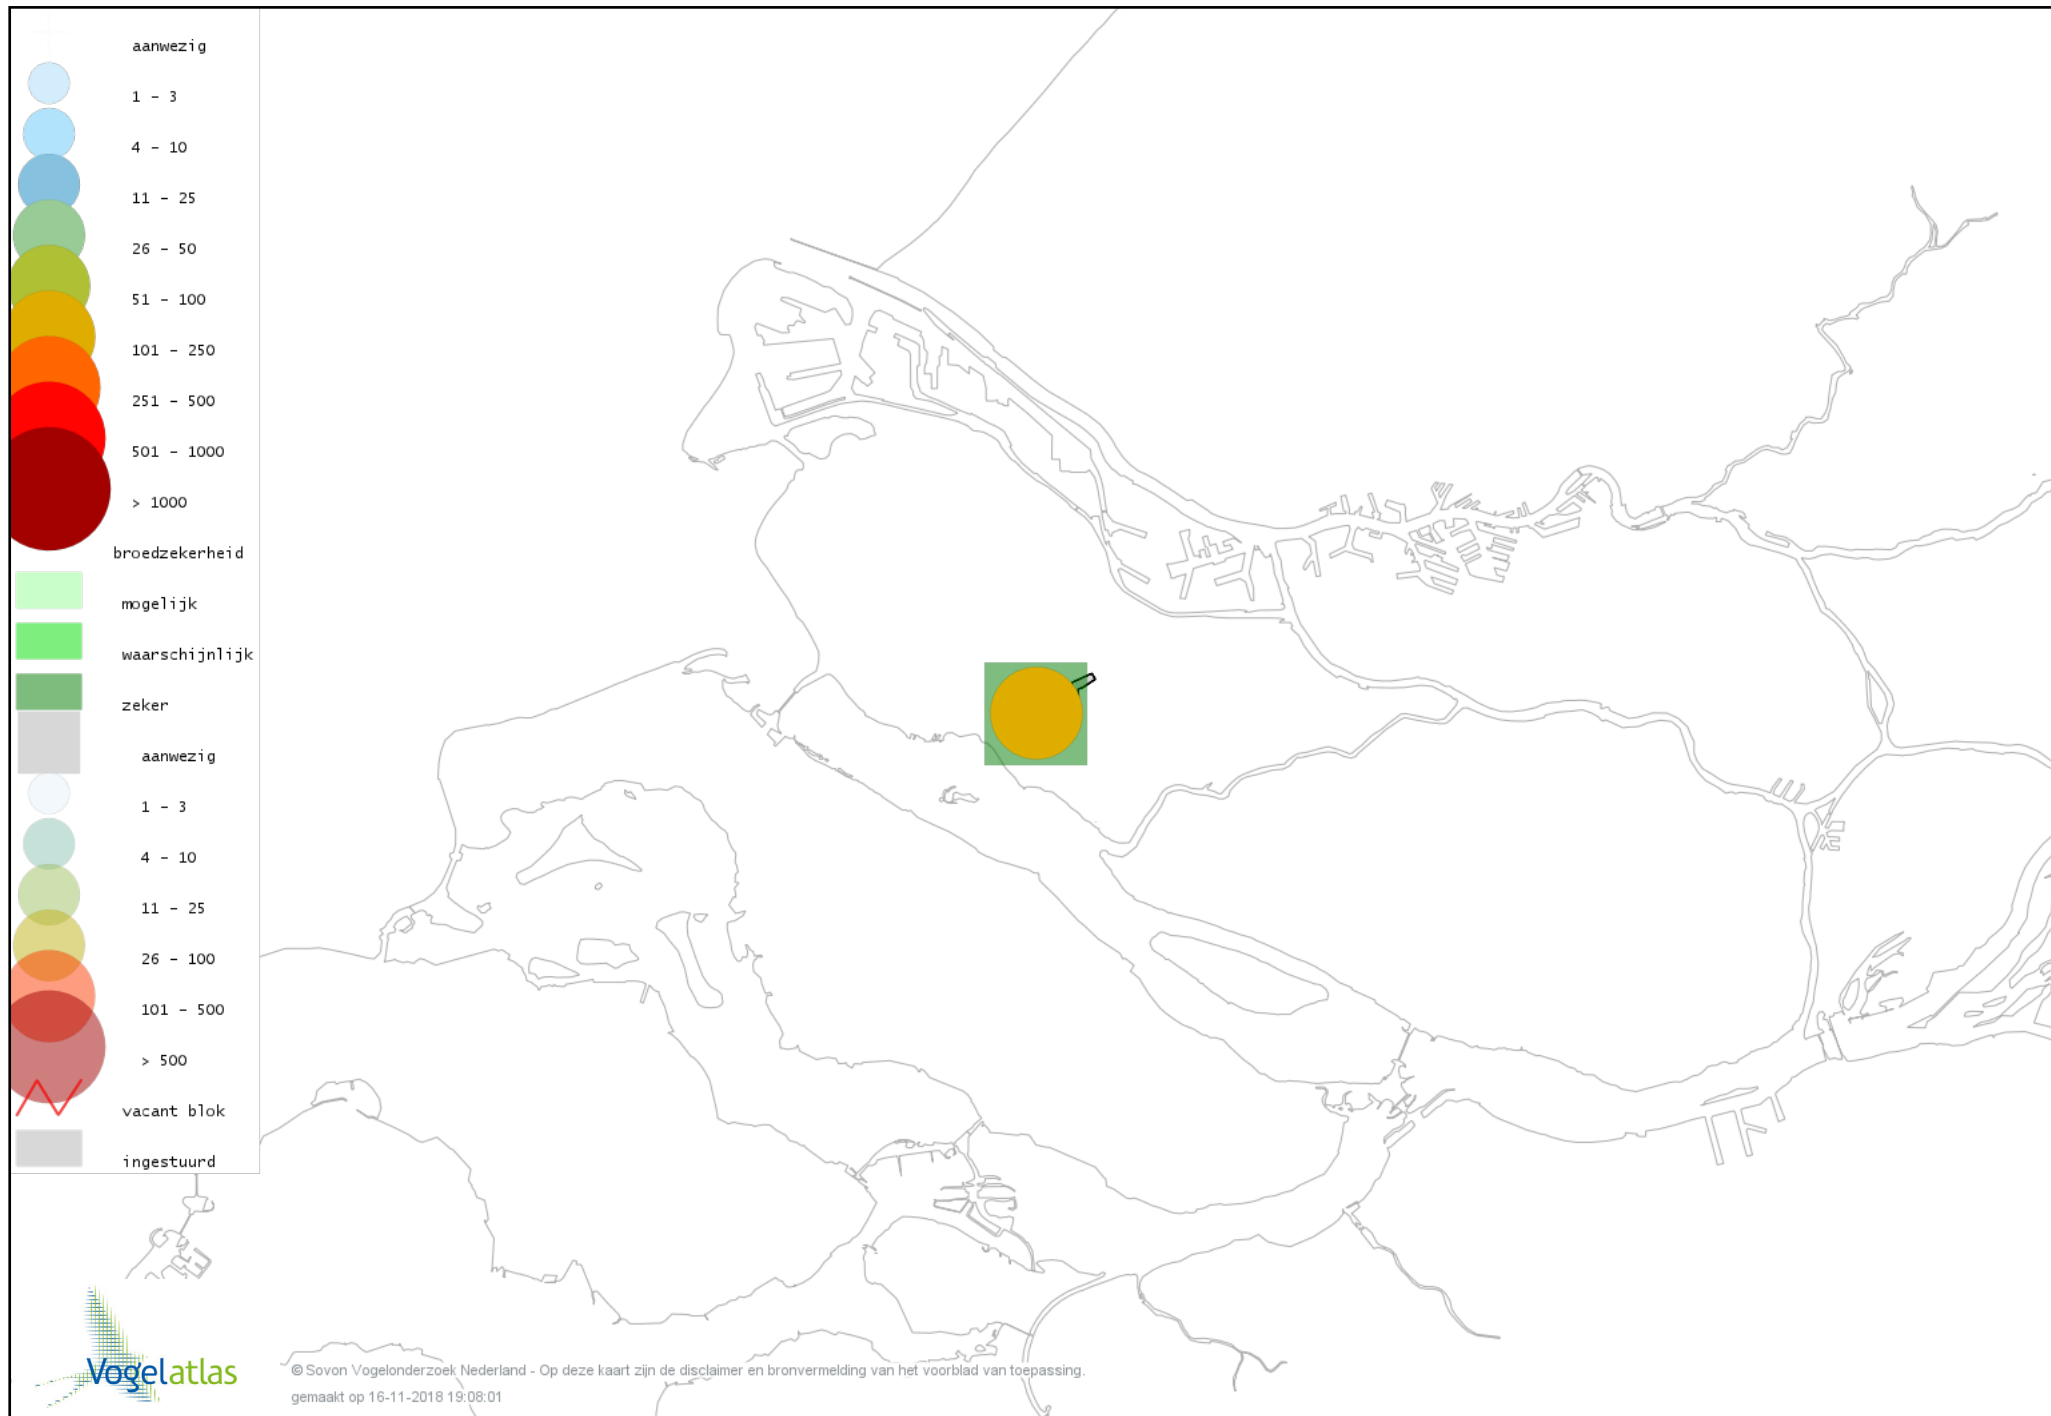 aanwezig
1 - 3
4 - 10
11 - 25
26 - 50
51 - 100
101 - 250
251 - 500
501 - 1000
> 1000
broedzekerheid
mogelijk
waarschijnlijk
zeker
aanwezig
1 - 3
4 - 10
11 - 25
26 - 100
101 - 500
> 500
vacant blok
ingestuurd
Vogelatlas
© Sovon Vogelonderzoek Nederland - Op deze kaart zijn de disclaimer en bronvermelding van het voorblad van toepassing.
gemaakt op 16-11-2018 19:08:01